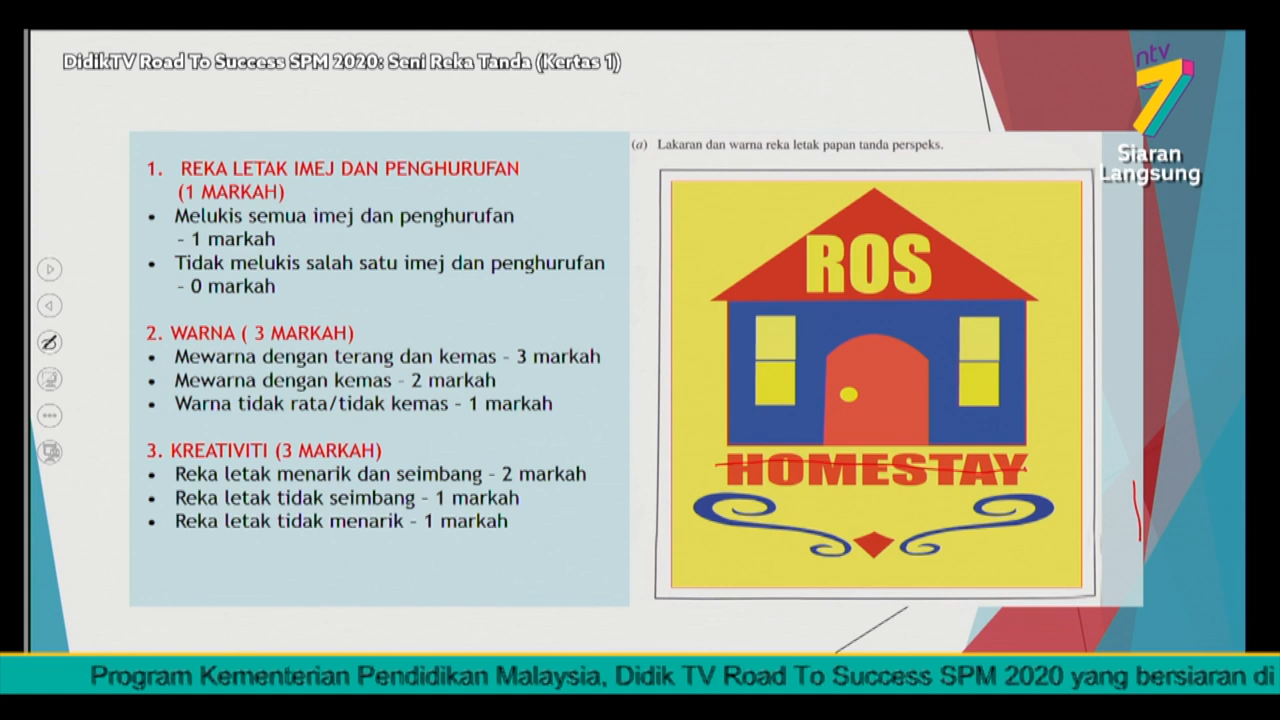 DidikTV Road To Success SPM 2020: Seni Reka Tanda (Kertas 1)
ntv
7
Siaran
Langsung
1. REKA LETAK IMEJ DAN PENGHURUFAN
(1 MARKAH)
• Melukis semua imej dan penghurufan
- 1 markah
• Tidak melukis salah satu imej dan penghurufan
- 0 markah
2. WARNA ( 3 MARKAH)
• Mewarna dengan terang dan kemas - 3 markah
• Mewarna dengan kemas - 2 markah
• Warna tidak rata/tidak kemas - 1 markah
3. KREATIVITI (3 MARKAH)
• Reka letak menarik dan seimbang - 2 markah
• Reka letak tidak seimbang - 1 markah
• Reka letak tidak menarik - 1 markah
(a) Lakaran dan warna reka letak papan tanda perspeks.
ROS
HOMESTAY
Program Kementerian Pendidikan Malaysia, Didik TV Road To Success SPM 2020 yang bersiaran di